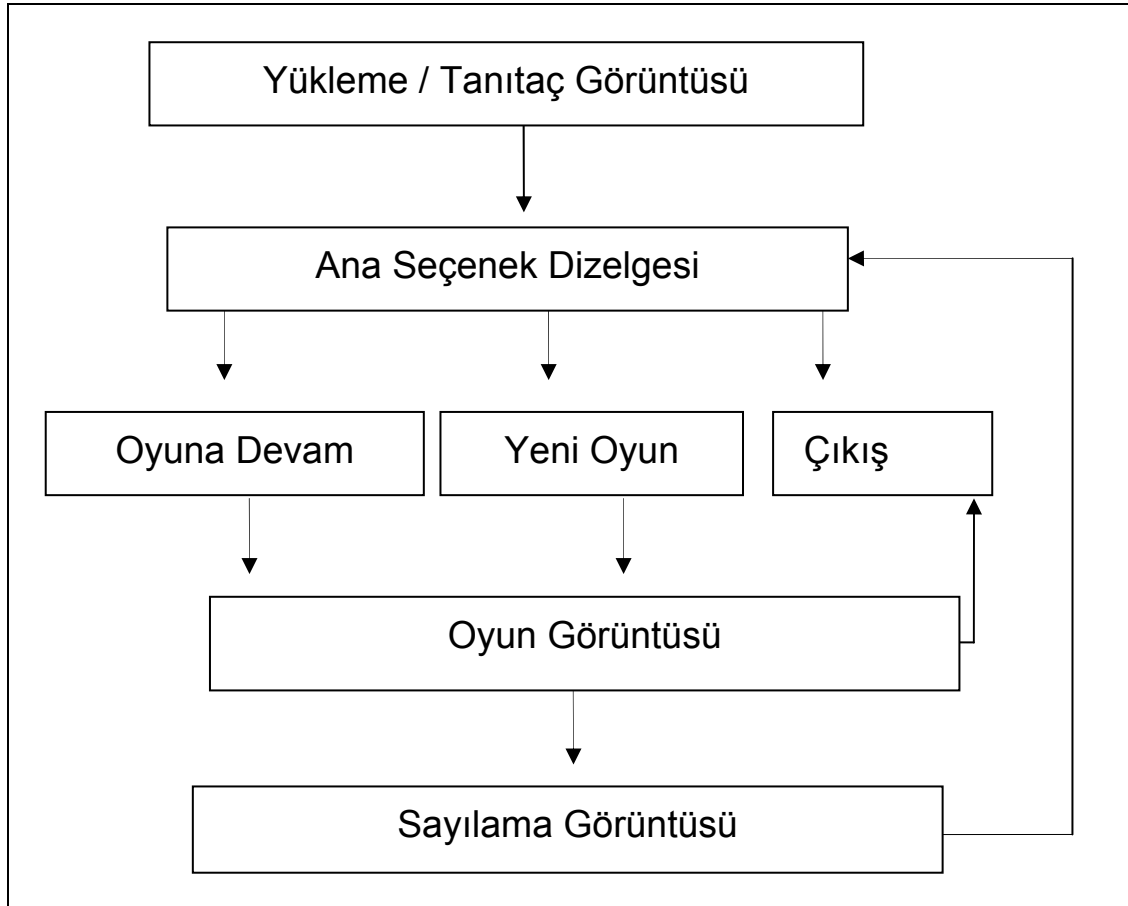 Yükleme / Tanıtaç Görüntüsü
Ana Seçenek Dizelgesi
Oyuna Devam
Yeni Oyun
Çıkış
Oyun Görüntüsü
Sayılama Görüntüsü